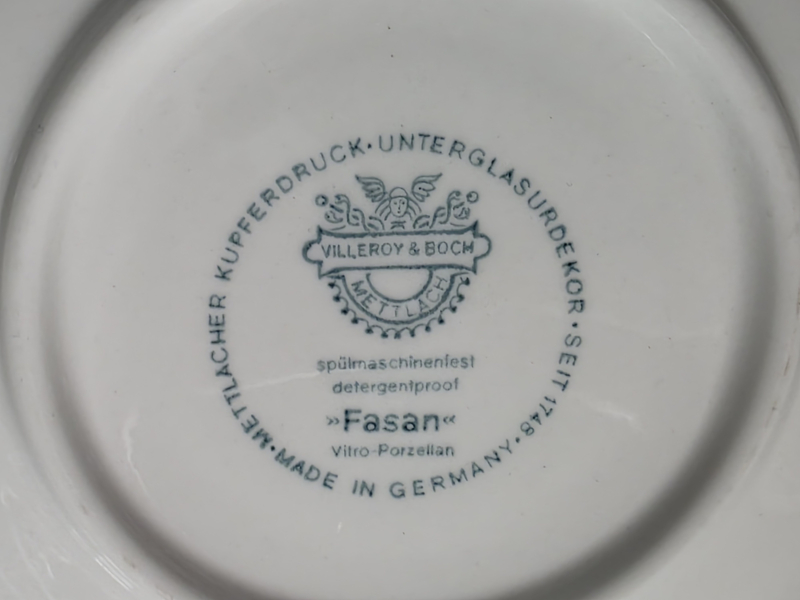 METTLACHER KUPFERDRUCK · UNTERGLASURDEKOR · SEIT 1748 ·
VILLEROY & BOCH
METTLACH
spülmaschinenfest
detergentproof
»Fasan«
Vitro-Porzellan
MADE IN GERMANY ·